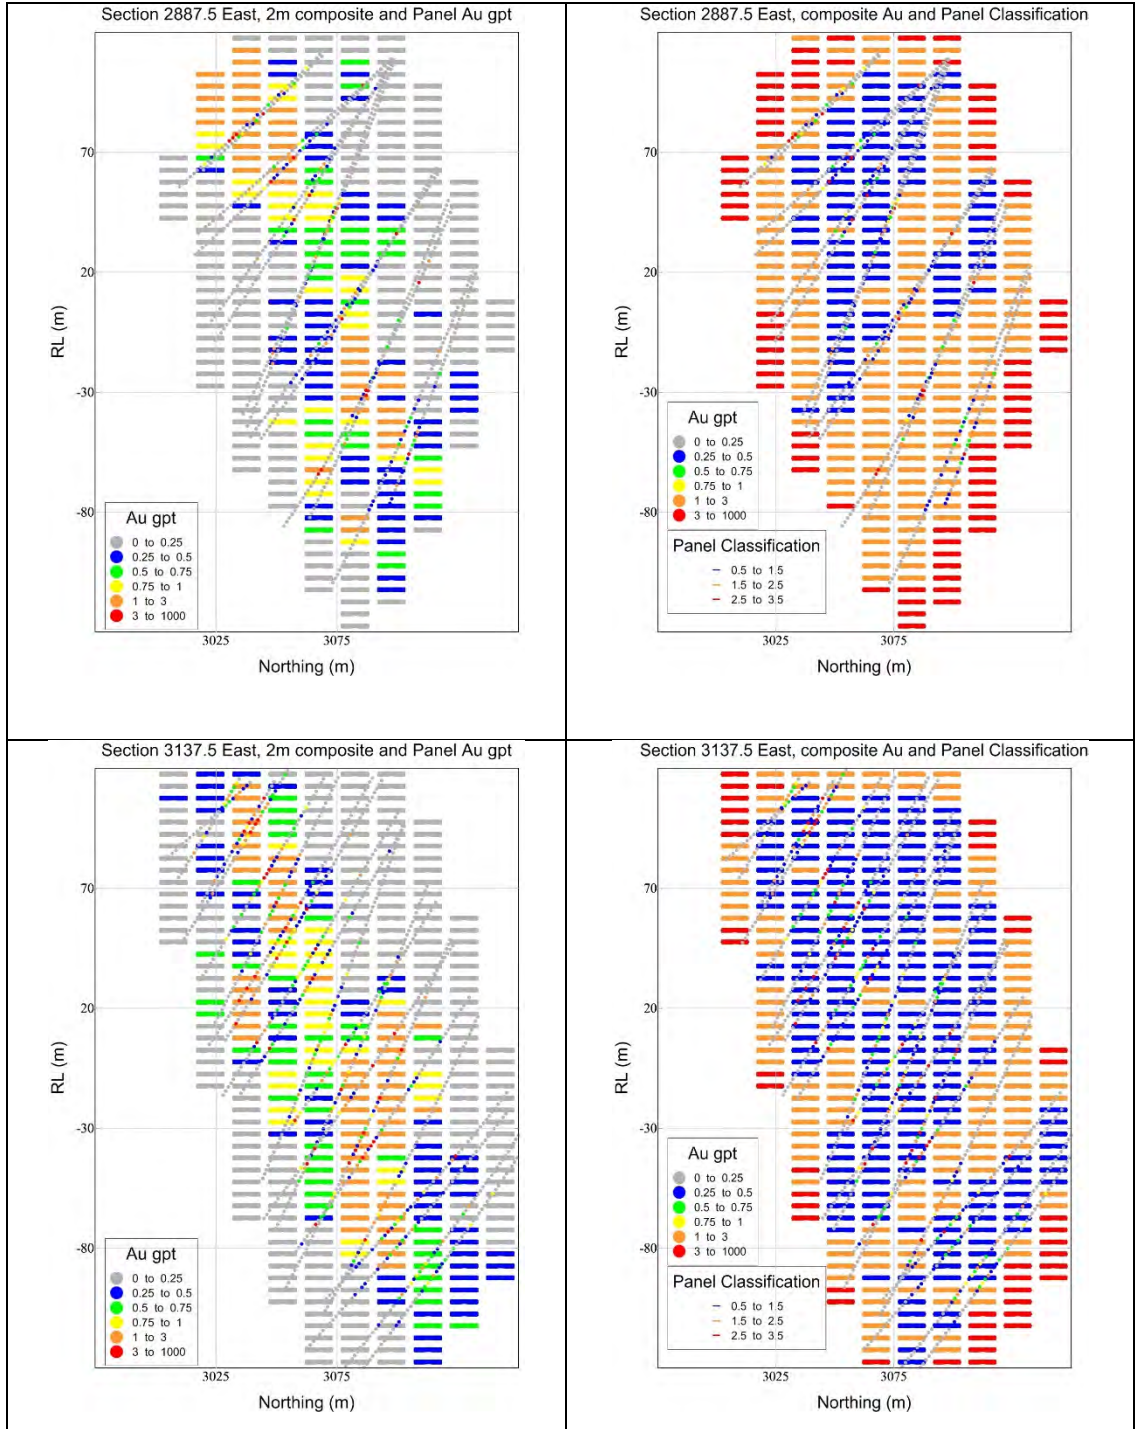 Section 2887.5 East, 2m composite and Panel Au gpt
70
20
-30
-80
RL (m)
Au gpt
0 to 0.25
0.25 to 0.5
0.5 to 0.75
0.75 to 1
1 to 3
3 to 1000
3025
3075
Northing (m)
Section 2887.5 East, composite Au and Panel Classification
70
20
-30
-80
RL (m)
Au gpt
0 to 0.25
0.25 to 0.5
0.5 to 0.75
0.75 to 1
1 to 3
3 to 1000
Panel Classification
0.5 to 1.5
1.5 to 2.5
2.5 to 3.5
3025
3075
Northing (m)
Section 3137.5 East, 2m composite and Panel Au gpt
70
20
-30
-80
RL (m)
Au gpt
0 to 0.25
0.25 to 0.5
0.5 to 0.75
0.75 to 1
1 to 3
3 to 1000
3025
3075
Northing (m)
Section 3137.5 East, composite Au and Panel Classification
70
20
-30
-80
RL (m)
Au gpt
0 to 0.25
0.25 to 0.5
0.5 to 0.75
0.75 to 1
1 to 3
3 to 1000
Panel Classification
0.5 to 1.5
1.5 to 2.5
2.5 to 3.5
3025
3075
Northing (m)